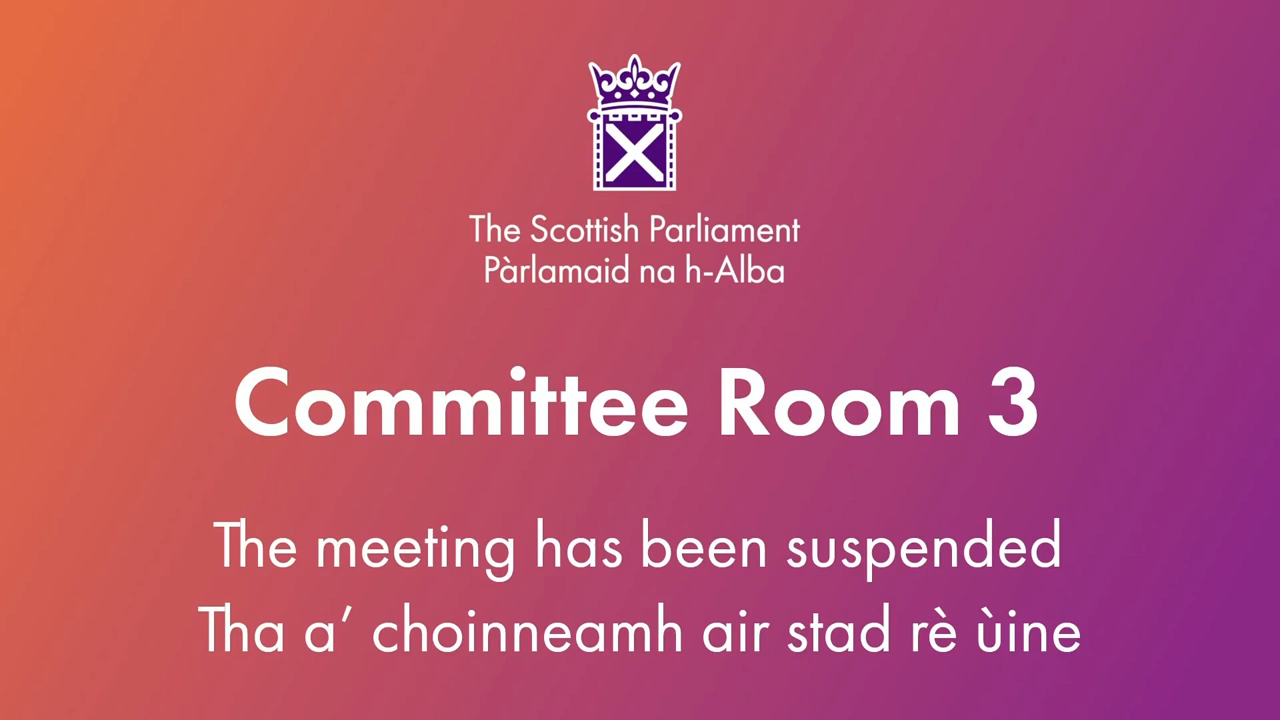 The Scottish Parliament
Pàrlamaid na h-Alba
Committee Room 3
The meeting has been suspended
Tha a’ choinneamh air stad rè ùine